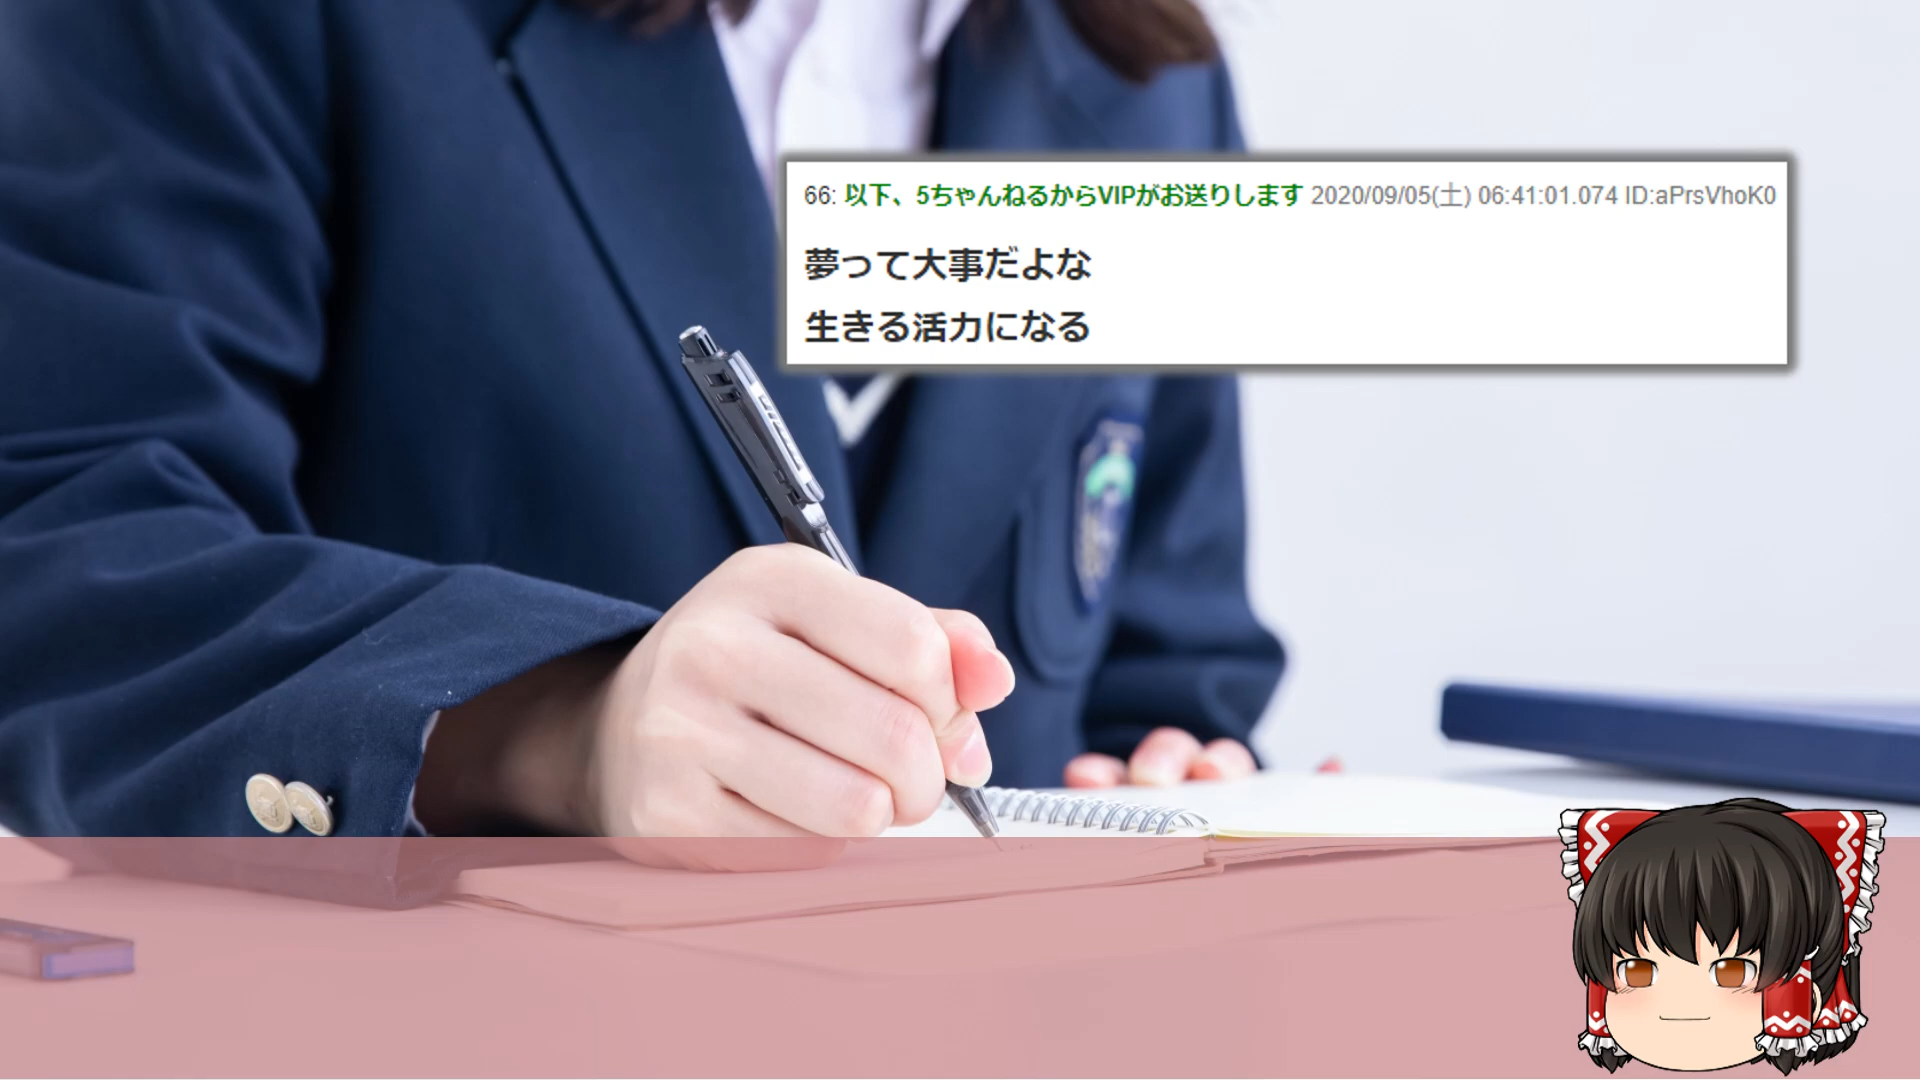 66: 以下、5ちゃんねるからVIPがお送りします 2020/09/05(土) 06:41:01.074 ID:aPrsVhoK0
夢って大事だよな
生きる活力になる